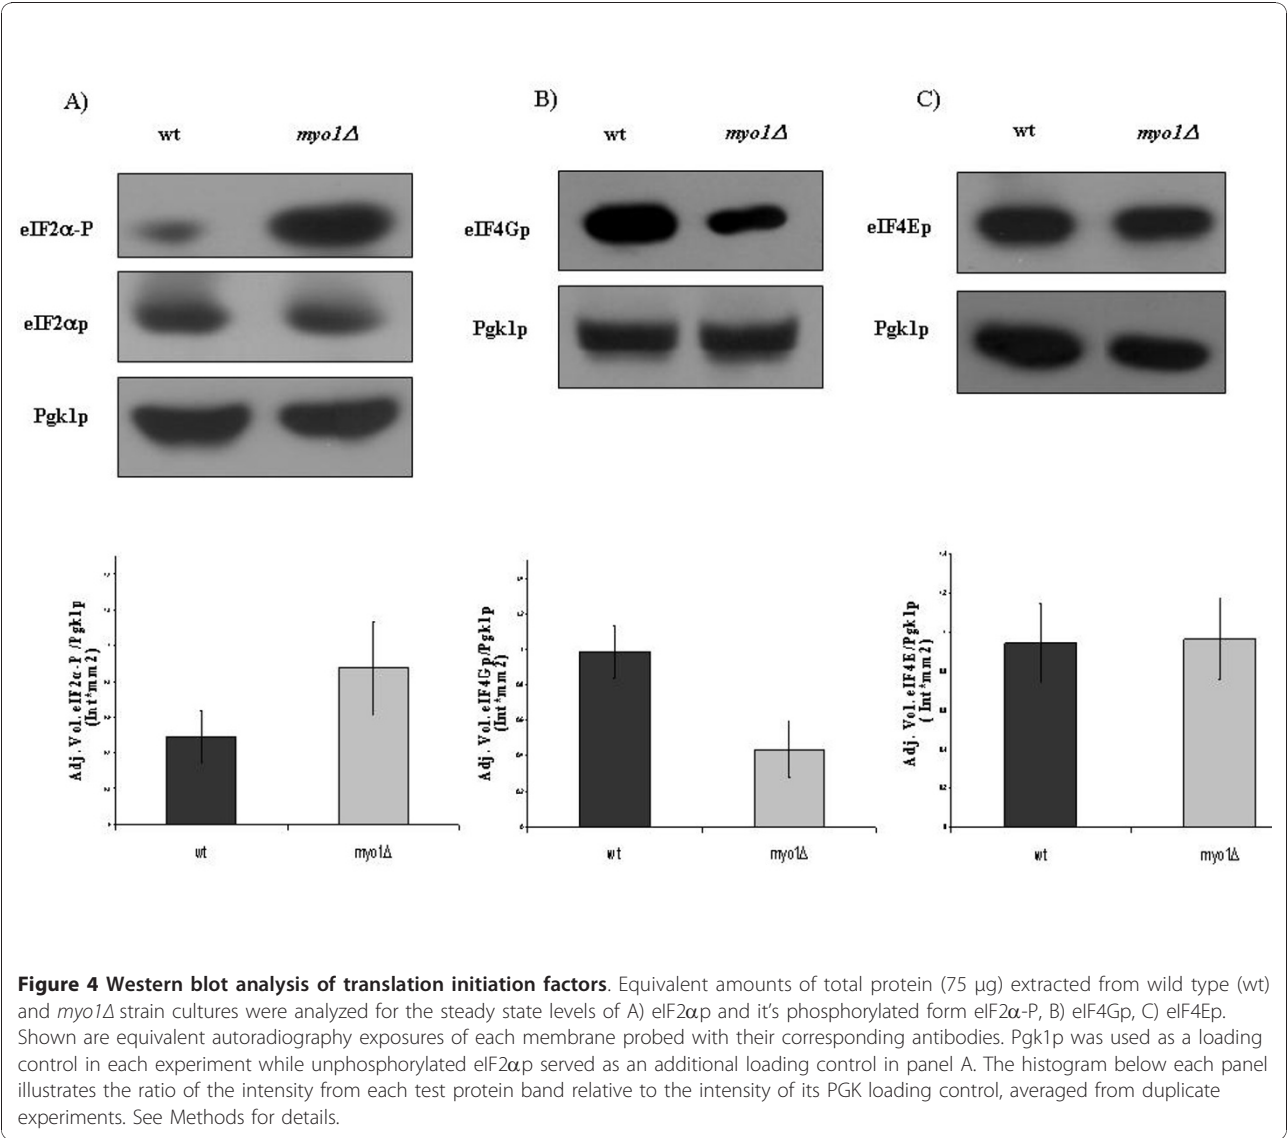 A)
wt myo1Δ
eIF2α-P
eIF2αp
Pgk1p
B)
wt myo1Δ
eIF4Gp
Pgk1p
C)
wt myo1Δ
eIF4Ep
Pgk1p
Adj. Vol. eIF2α-P /Pgk1p
(Int*mm2)
wt myo1Δ
Adj. Vol. eIF4Gp/Pgk1p
(Int*mm2)
wt myo1Δ
Adj. Vol. eIF4E/Pgk1p
( Int*mm2)
wt myo1Δ
Figure 4 Western blot analysis of translation initiation factors. Equivalent amounts of total protein (75 μg) extracted from wild type (wt)
and myo1Δ strain cultures were analyzed for the steady state levels of A) eIF2αp and it's phosphorylated form eIF2α-P, B) eIF4Gp, C) eIF4Ep.
Shown are equivalent autoradiography exposures of each membrane probed with their corresponding antibodies. Pgk1p was used as a loading
control in each experiment while unphosphorylated eIF2αp served as an additional loading control in panel A. The histogram below each panel
illustrates the ratio of the intensity from each test protein band relative to the intensity of its PGK loading control, averaged from duplicate
experiments. See Methods for details.